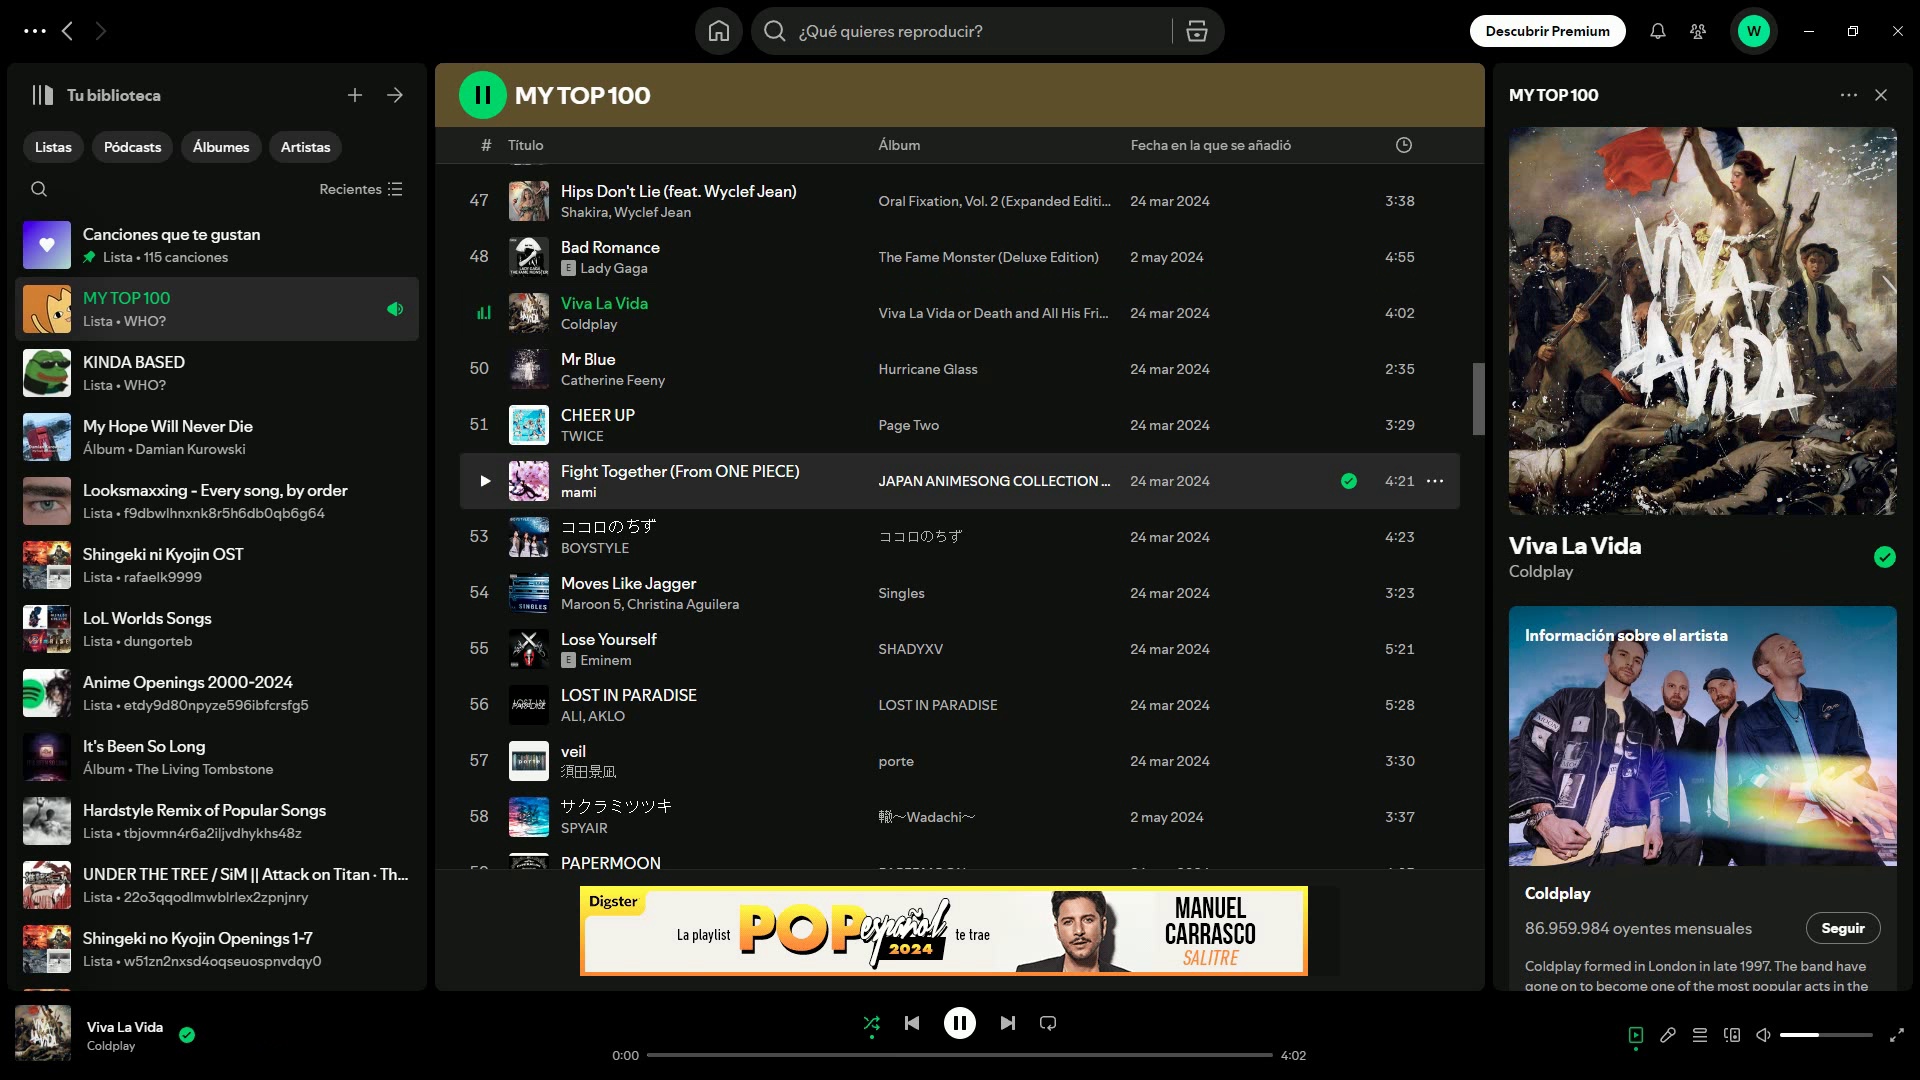 ¿Qué quieres reproducir?
Descubrir Premium
W
Tu biblioteca
Listas
Pódcasts
Álbumes
Artistas
Recientes
Canciones que te gustan
Lista • 115 canciones
MY TOP 100
Lista • WHO?
KINDA BASED
Lista • WHO?
My Hope Will Never Die
Álbum • Damian Kurowski
Looksmaxxing - Every song, by order
Lista • f9dbwlhnxnk8r5h6db0qb6g64
Shingeki ni Kyojin OST
Lista • rafaelk9999
LoL Worlds Songs
Lista • dungorteb
Anime Openings 2000-2024
Lista • etdy9d80npyze596ibfcrsfg5
It's Been So Long
Álbum • The Living Tombstone
Hardstyle Remix of Popular Songs
Lista • tbjovmn4r6a2iljvdhykhs48z
UNDER THE TREE / SiM || Attack on Titan · Th...
Lista • 22o3qqodlmwblrlex2zpnjnry
Shingeki no Kyojin Openings 1-7
Lista • w51zn2nxsd4oqseuospnvdqy0
MY TOP 100
# Título Álbum Fecha en la que se añadió
47 Hips Don't Lie (feat. Wyclef Jean) Oral Fixation, Vol. 2 (Expanded Editi... 24 mar 2024 3:38
Shakira, Wyclef Jean
48 Bad Romance The Fame Monster (Deluxe Edition) 2 may 2024 4:55
E Lady Gaga
Viva La Vida Viva La Vida or Death and All His Fri... 24 mar 2024 4:02
Coldplay
50 Mr Blue Hurricane Glass 24 mar 2024 2:35
Catherine Feeny
51 CHEER UP Page Two 24 mar 2024 3:29
TWICE
Fight Together (From ONE PIECE) JAPAN ANIMESONG COLLECTION ... 24 mar 2024 4:21
mami
53 ココロのちず ココロのちず 24 mar 2024 4:23
BOYSTYLE
54 Moves Like Jagger Singles 24 mar 2024 3:23
Maroon 5, Christina Aguilera
55 Lose Yourself SHADYXV 24 mar 2024 5:21
E Eminem
56 LOST IN PARADISE LOST IN PARADISE 24 mar 2024 5:28
ALI, AKLO
57 veil porte 24 mar 2024 3:30
須田景凪
58 サクラミツツキ 轍～Wadachi～ 2 may 2024 3:37
SPYAIR
PAPERMOON
Digster
La playlist POP español 2024 te trae
MANUEL
CARRASCO
SALITRE
MY TOP 100
VIVA
LA VIDA
Viva La Vida
Coldplay
Información sobre el artista
Coldplay
86.959.984 oyentes mensuales
Seguir
Coldplay formed in London in late 1997. The band have
gone on to become one of the most popular acts in the
Viva La Vida
Coldplay
0:00
4:02